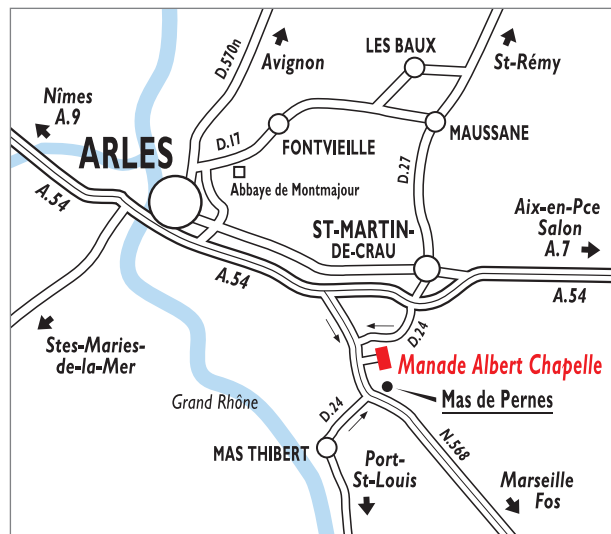 D.570n
Avignon
LES BAUX
St-Rémy
Nîmes
A.9
ARLES
D.17
FONTVIEILLE
MAUSSANE
Abbaye de Montmajour
D.27
A.54
ST-MARTIN-
DE-CRAU
Aix-en-Pce
Salon
A.7
A.54
A.54
Stes-Maries-
de-la-Mer
D.24
Manade Albert Chapelle
Grand Rhône
D.24
Mas de Pernes
MAS THIBERT
N.568
Port-
St-Louis
Marseille
Fos